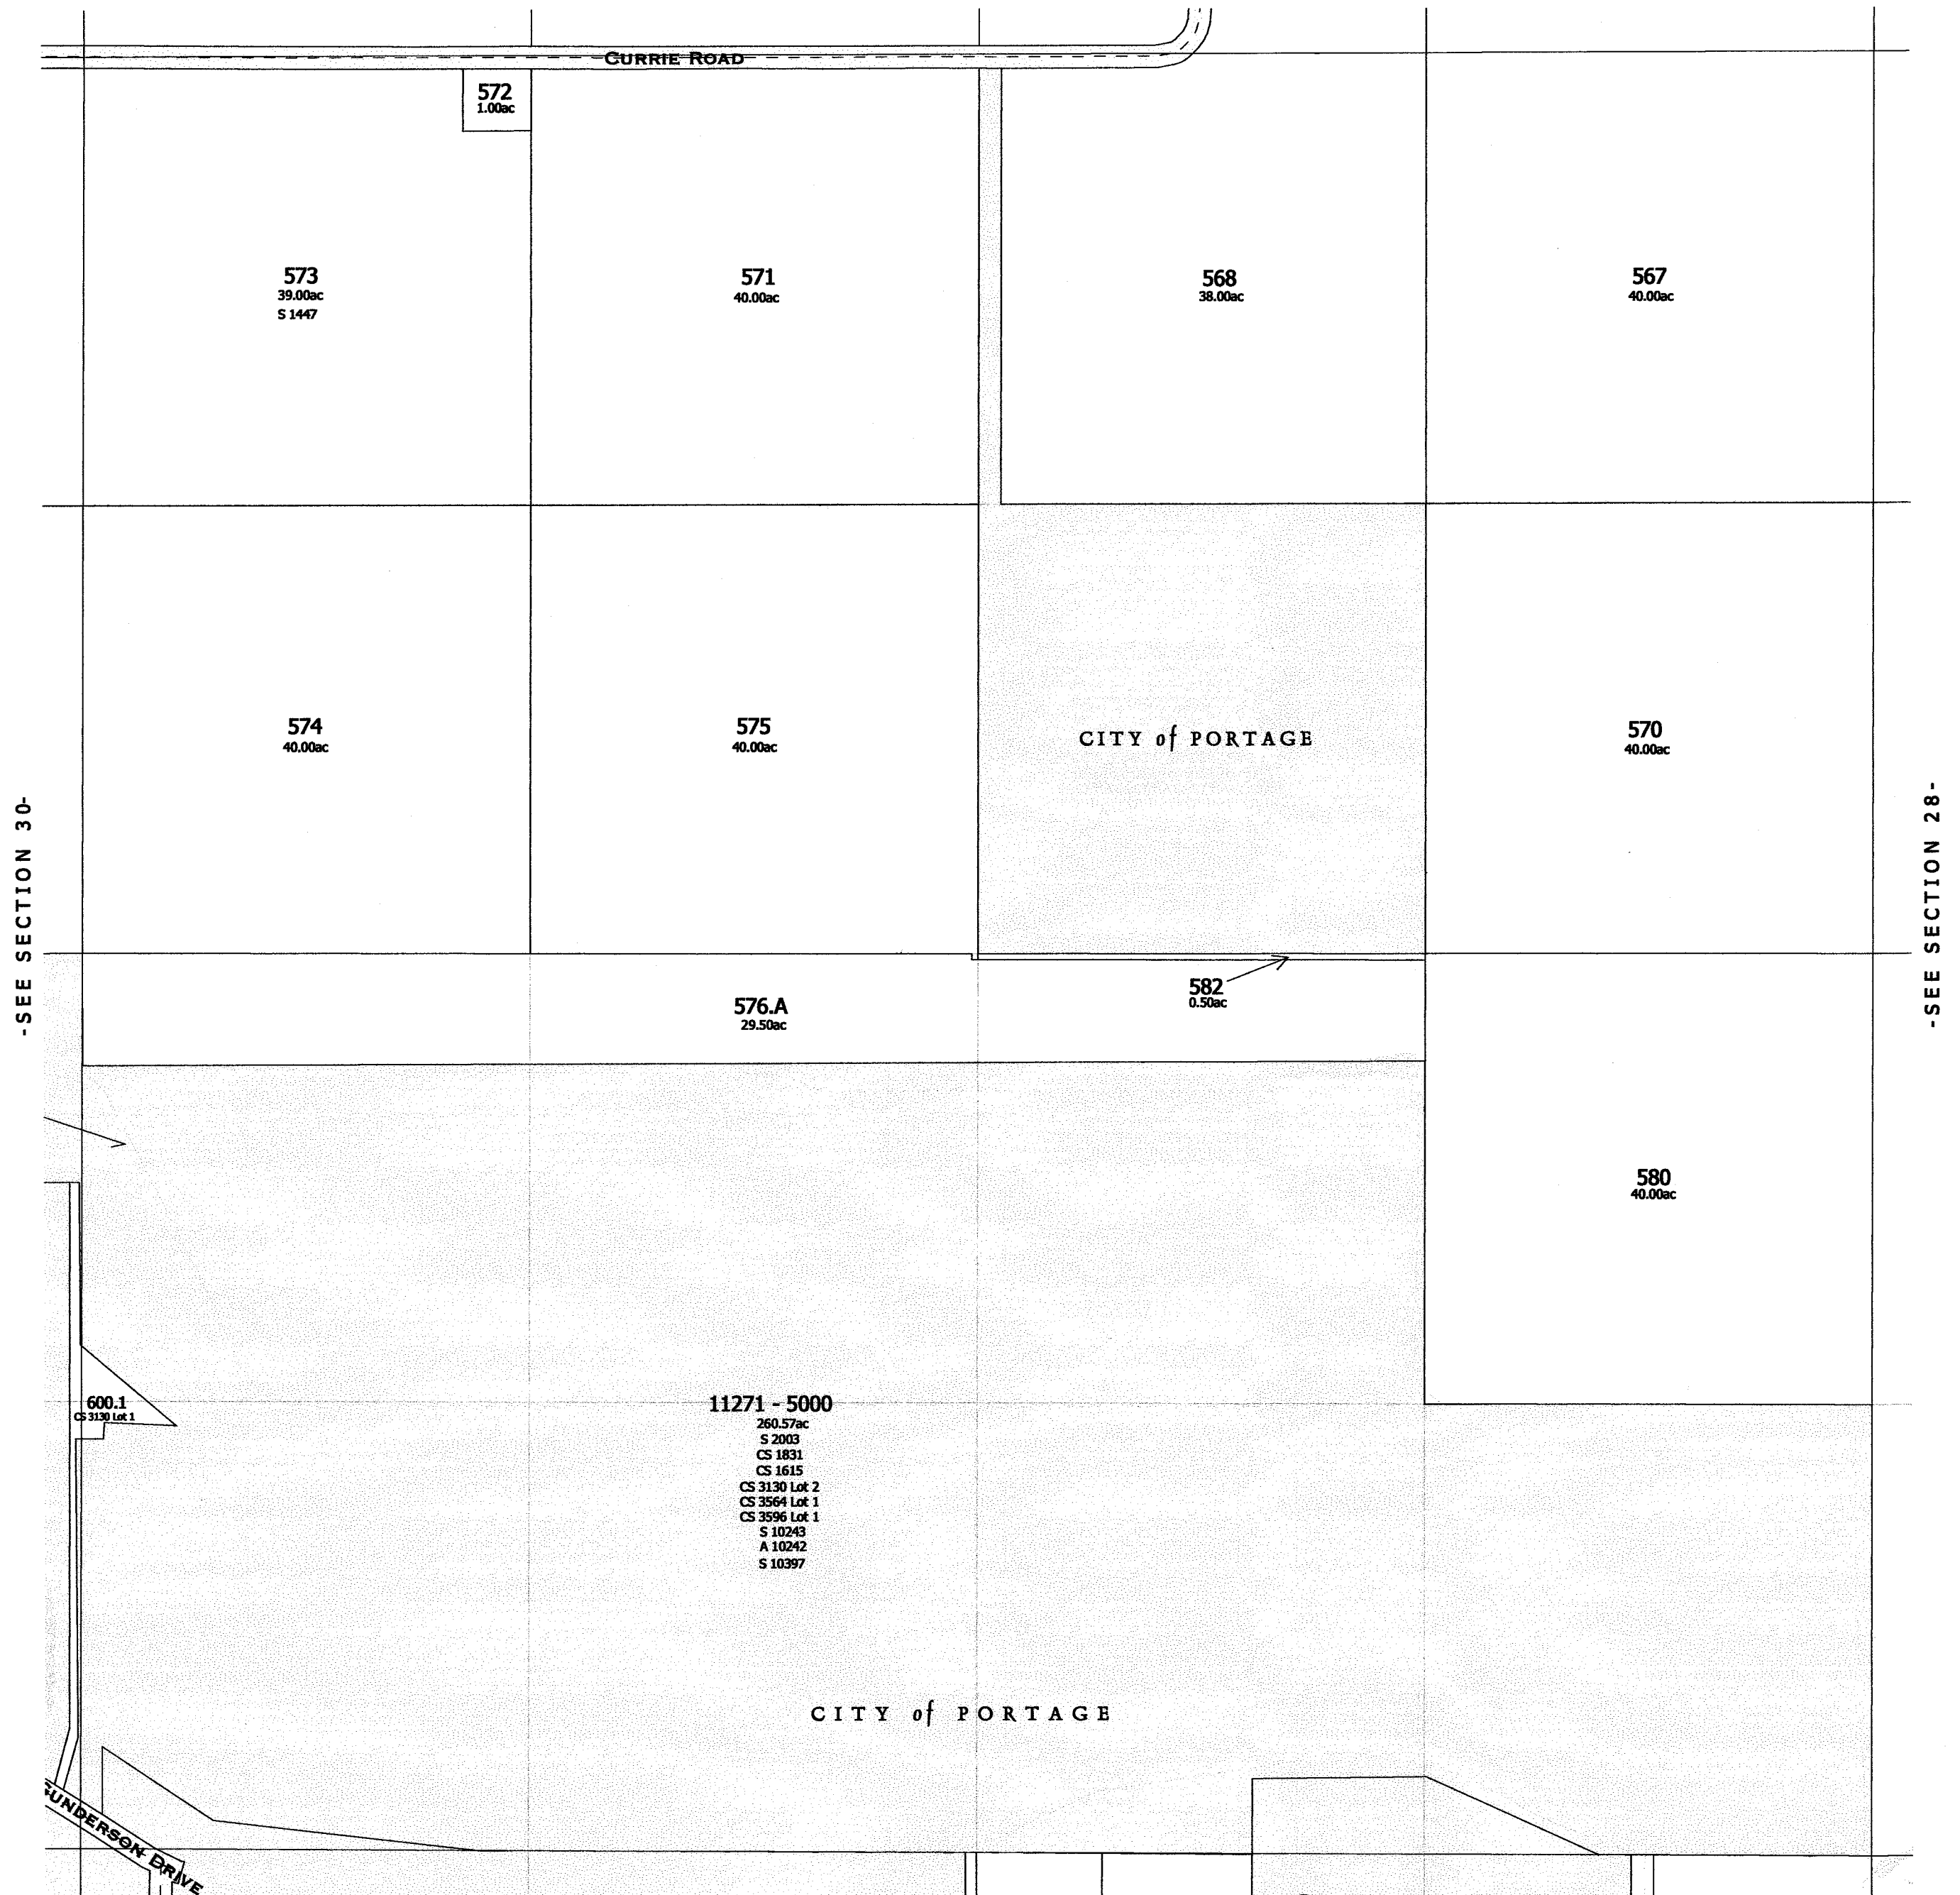 CURRIE ROAD
572
1.00ac
573
39.00ac
S 1447
571
40.00ac
568
38.00ac
567
40.00ac
574
40.00ac
575
40.00ac
CITY of PORTAGE
570
40.00ac
-SEE SECTION 30-
-SEE SECTION 28-
576.A
29.50ac
582
0.50ac
580
40.00ac
600.1
CS 3130 Lot 1
11271 - 5000
260.57ac
S 2003
CS 1831
CS 1615
CS 3130 Lot 2
CS 3564 Lot 1
CS 3596 Lot 1
S 10243
A 10242
S 10397
CITY of PORTAGE
GUNDERSON DRIVE